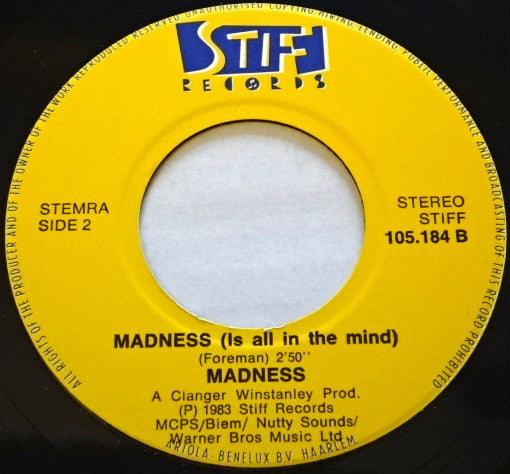 STIFF
RECORDS
STEMRA
SIDE 2
STEREO
STIFF
105.184 B
MADNESS (Is all in the mind)
(Foreman) 2'50"
MADNESS
A Clanger Winstanley Prod.
(P) 1983 Stiff Records
MCPS/Biem/ Nutty Sounds/
Warner Bros Music Ltd
ALL RIGHTS OF THE PRODUCER AND OF THE OWNER OF THE WORK REPRODUCED RESERVED UNAUTHORISED COPYING, HIRING, LENDING, PUBLIC PERFORMANCE AND BROADCASTING OF THIS RECORD PROHIBITED
ARIOLA-BENELUX B.V. HAARLEM